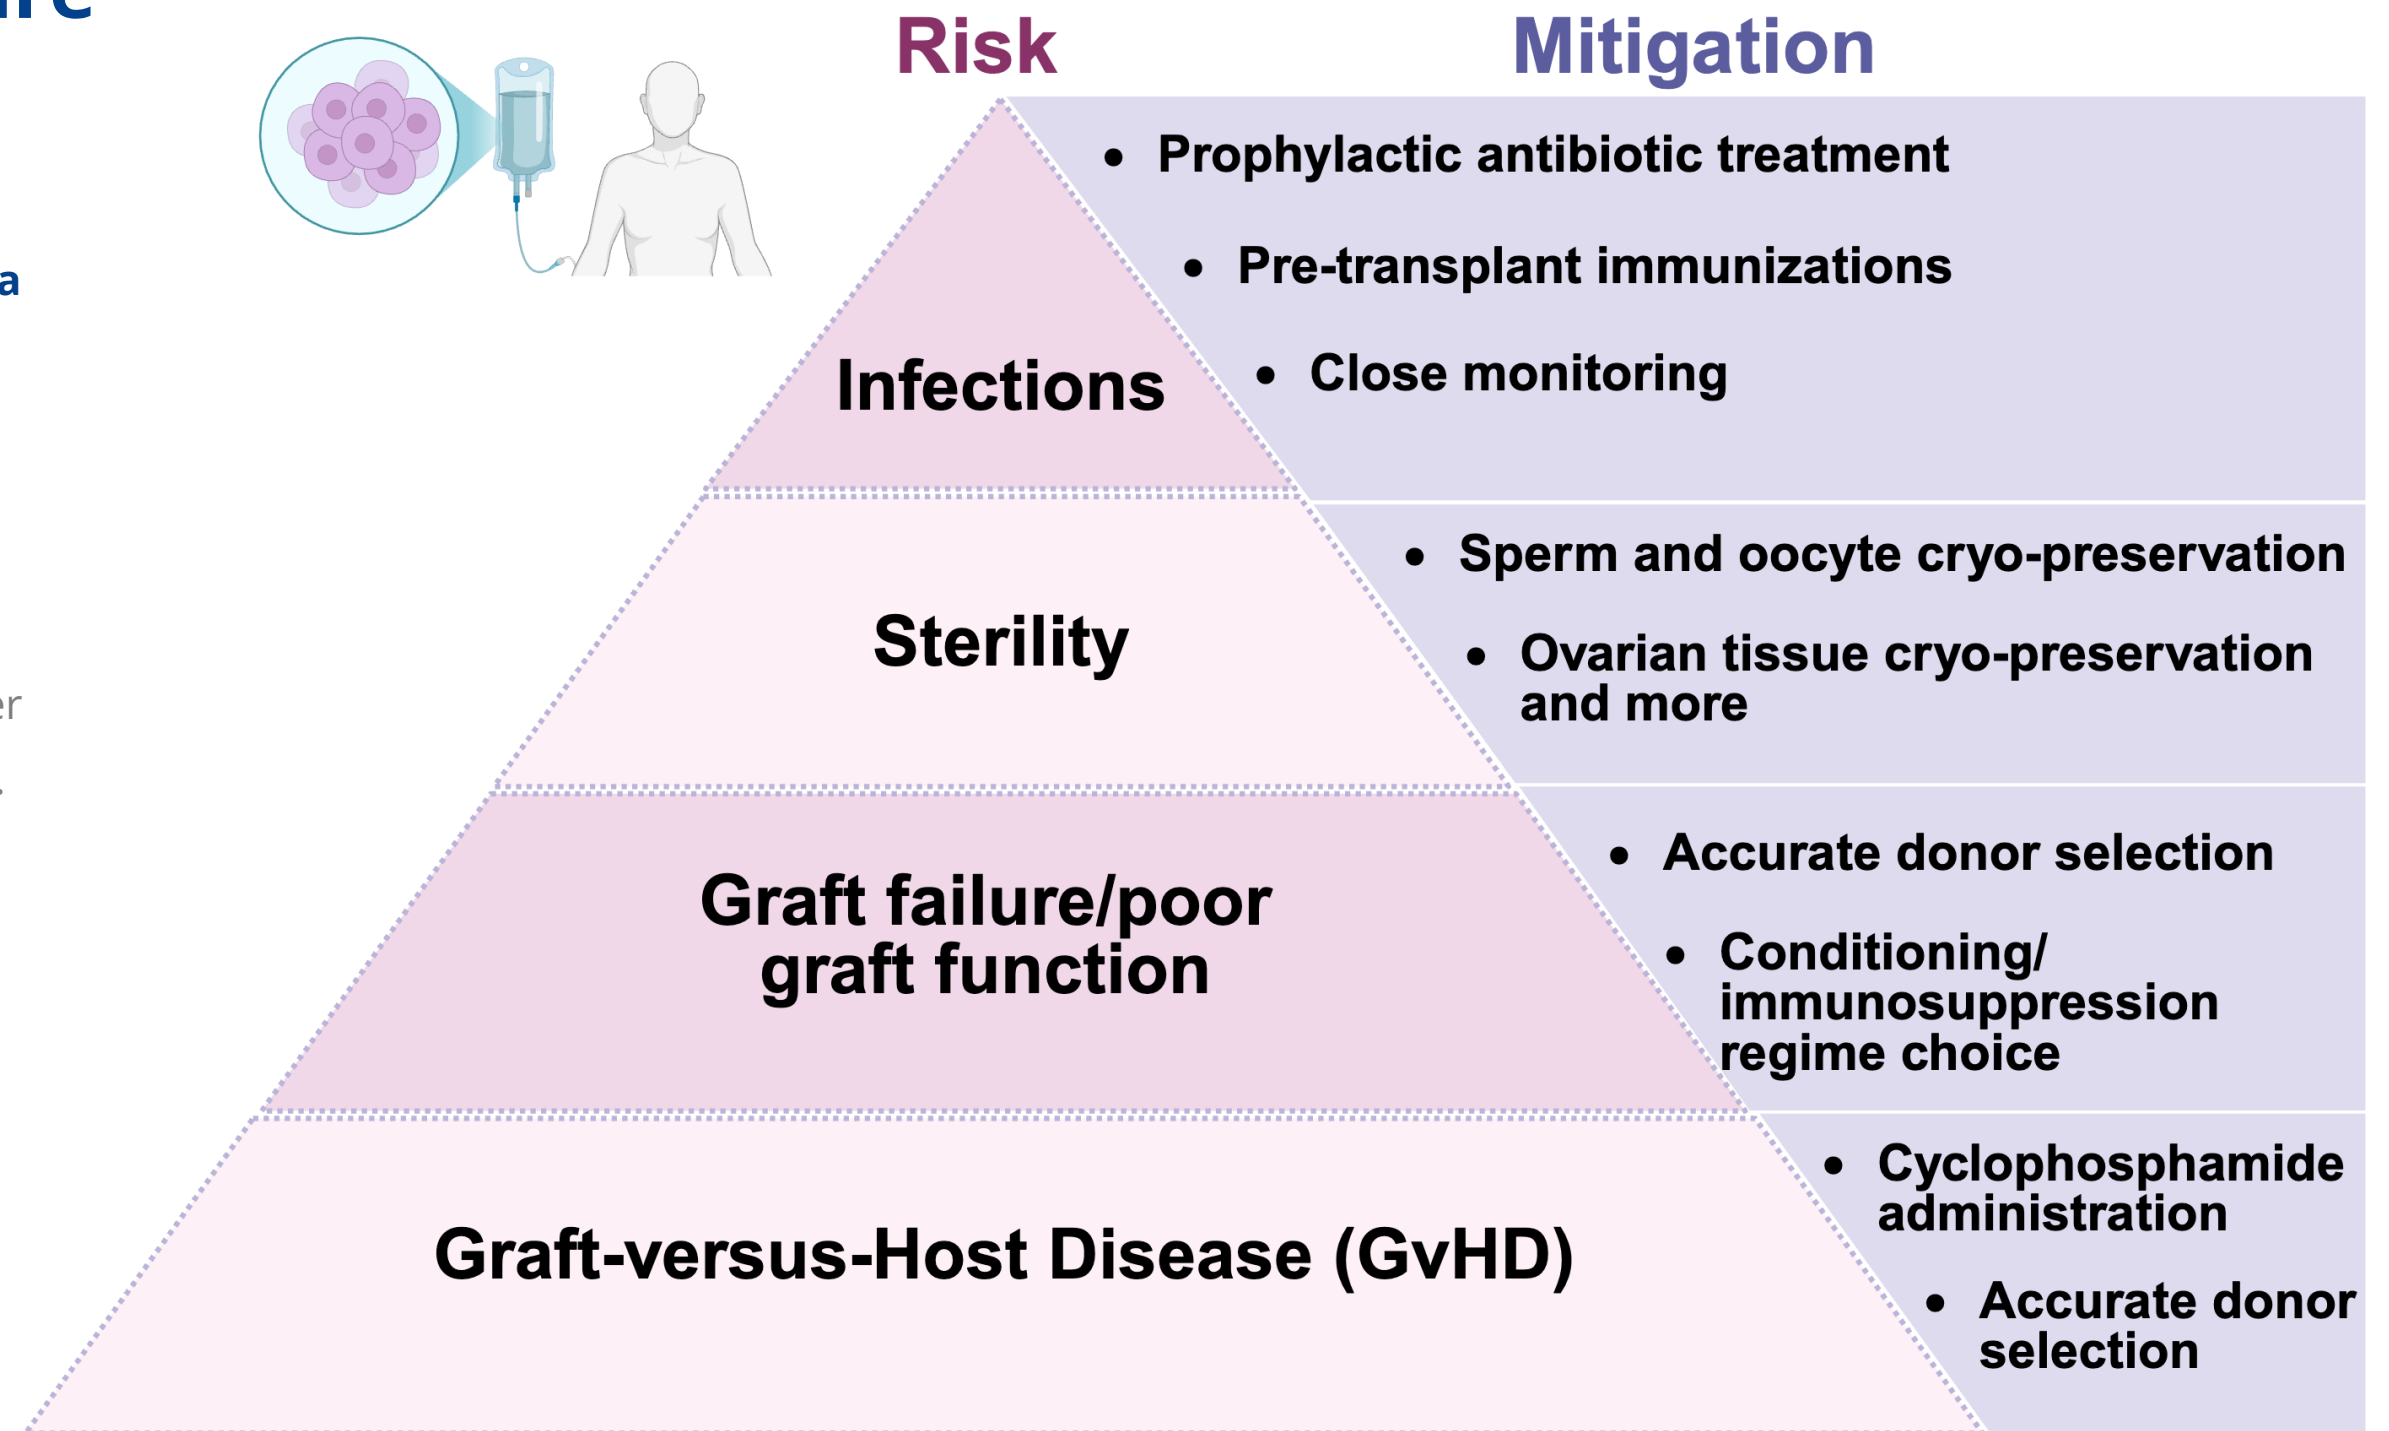 a
er
Risk
Mitigation
Infections
• Prophylactic antibiotic treatment
• Pre-transplant immunizations
• Close monitoring
Sterility
• Sperm and oocyte cryo-preservation
• Ovarian tissue cryo-preservation
and more
Graft failure/poor
graft function
• Accurate donor selection
• Conditioning/
immunosuppression
regime choice
Graft-versus-Host Disease (GvHD)
• Cyclophosphamide
administration
• Accurate donor
selection